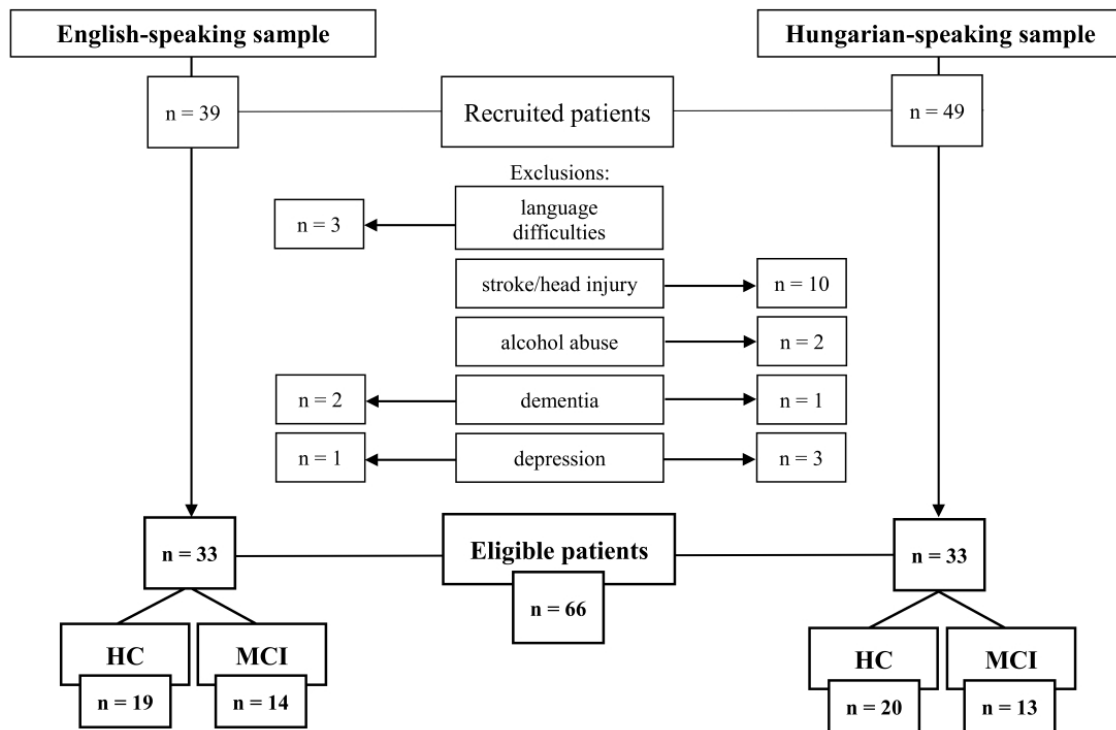 English-speaking sample
Hungarian-speaking sample
n = 39
Recruited patients
n = 49
Exclusions:
n = 3
language
difficulties
stroke/head injury
n = 10
alcohol abuse
n = 2
n = 2
dementia
n = 1
n = 1
depression
n = 3
n = 33
Eligible patients
n = 33
n = 66
HC
MCI
HC
MCI
n = 19
n = 14
n = 20
n = 13